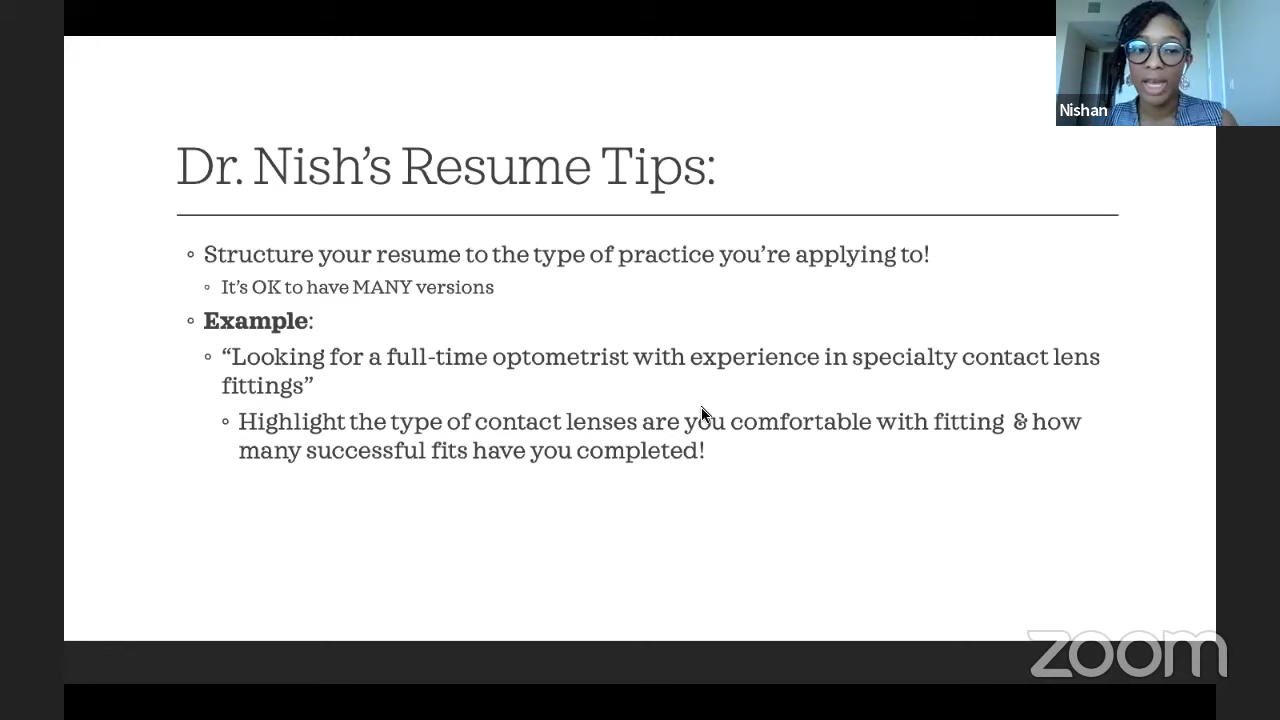 Nishan
Dr. Nish’s Resume Tips:
Structure your resume to the type of practice you’re applying to!
It’s OK to have MANY versions
Example:
“Looking for a full-time optometrist with experience in specialty contact lens
fittings”
Highlight the type of contact lenses are you comfortable with fitting & how
many successful fits have you completed!
zoom